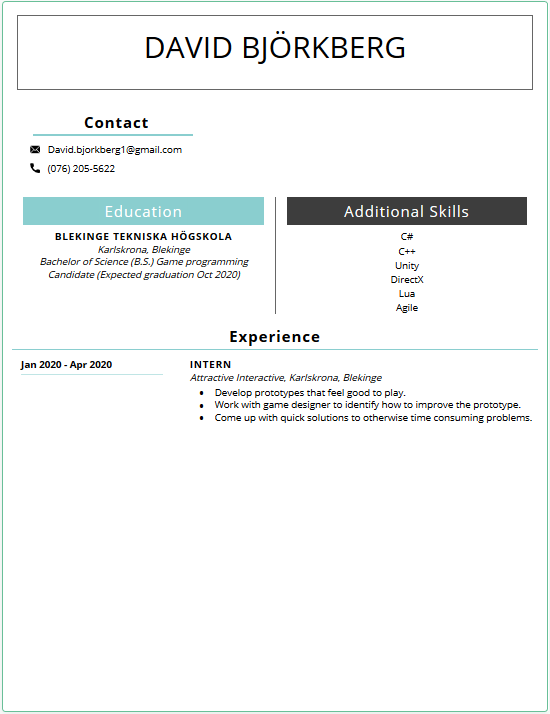 DAVID BJÖRKBERG
Contact
David.bjorkberg1@gmail.com
(076) 205-5622
Education
BLEKINGE TEKNISKA HÖGSKOLA
Karlskrona, Blekinge
Bachelor of Science (B.S.) Game programming
Candidate (Expected graduation Oct 2020)
Additional Skills
C#
C++
Unity
DirectX
Lua
Agile
Experience
Jan 2020 - Apr 2020
INTERN
Attractive Interactive, Karlskrona, Blekinge
• Develop prototypes that feel good to play.
• Work with game designer to identify how to improve the prototype.
• Come up with quick solutions to otherwise time consuming problems.